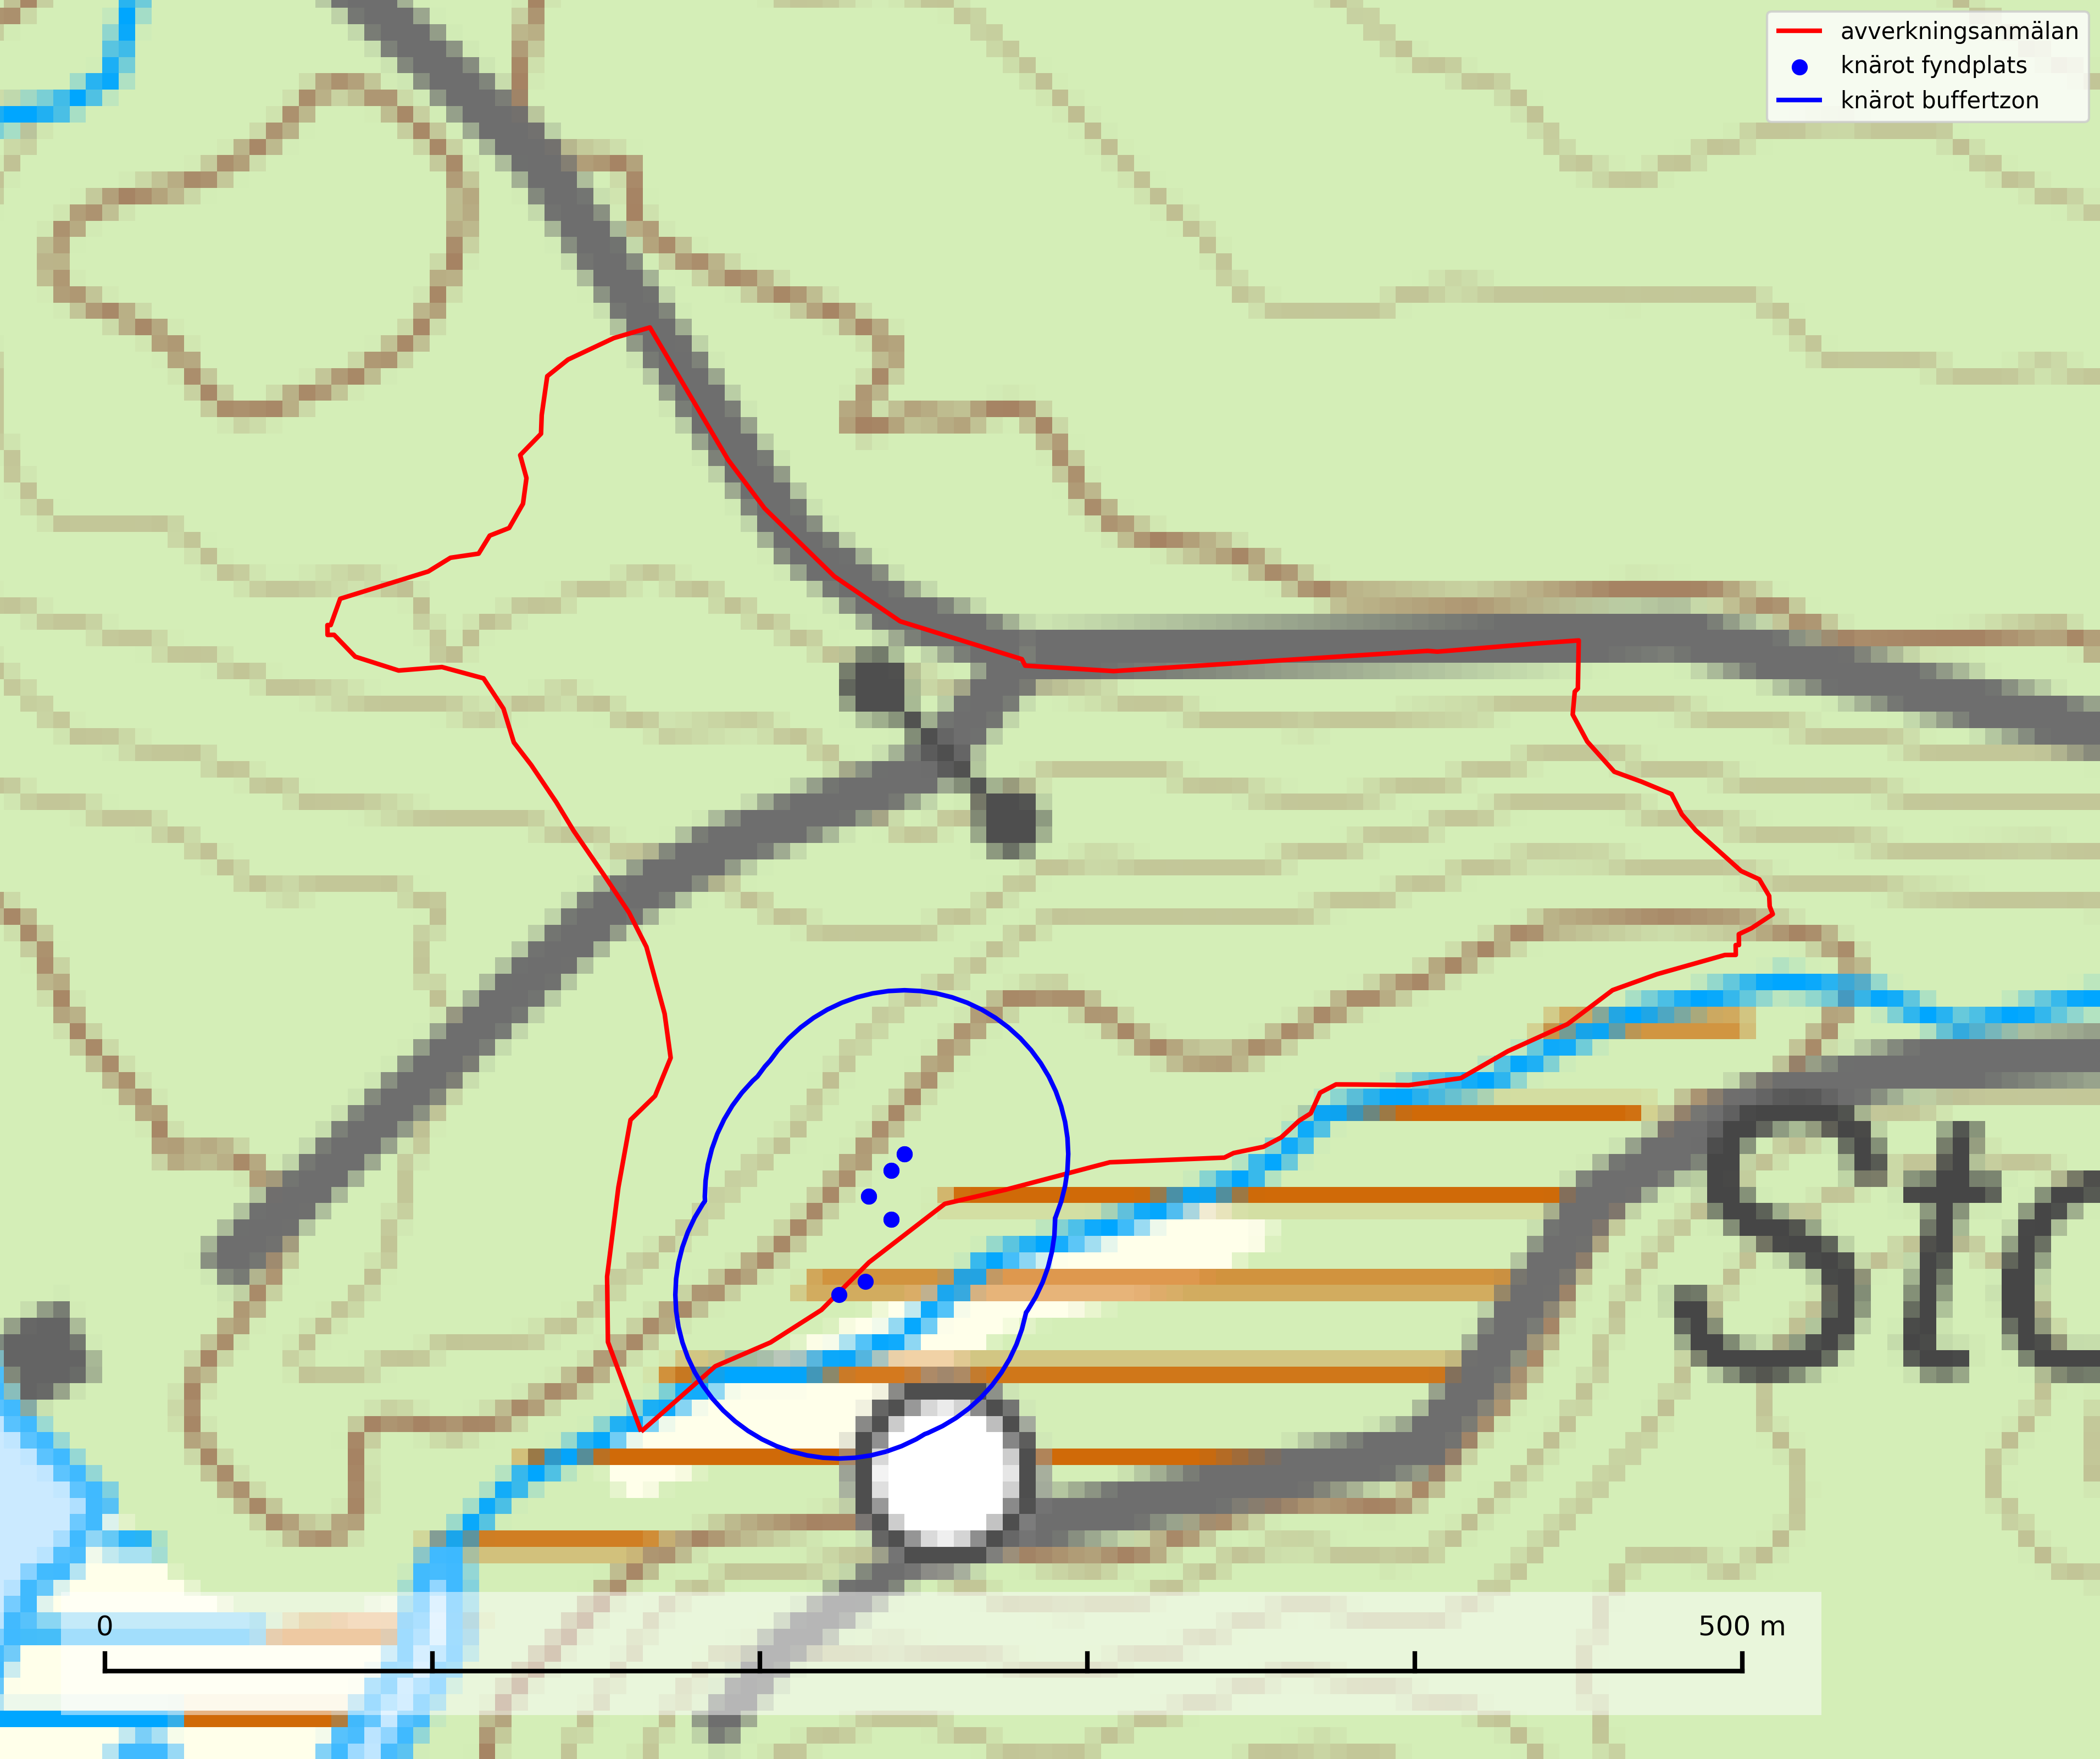 avverkningsanmälan
knärot fyndplats
knärot buffertzon
0
500 m